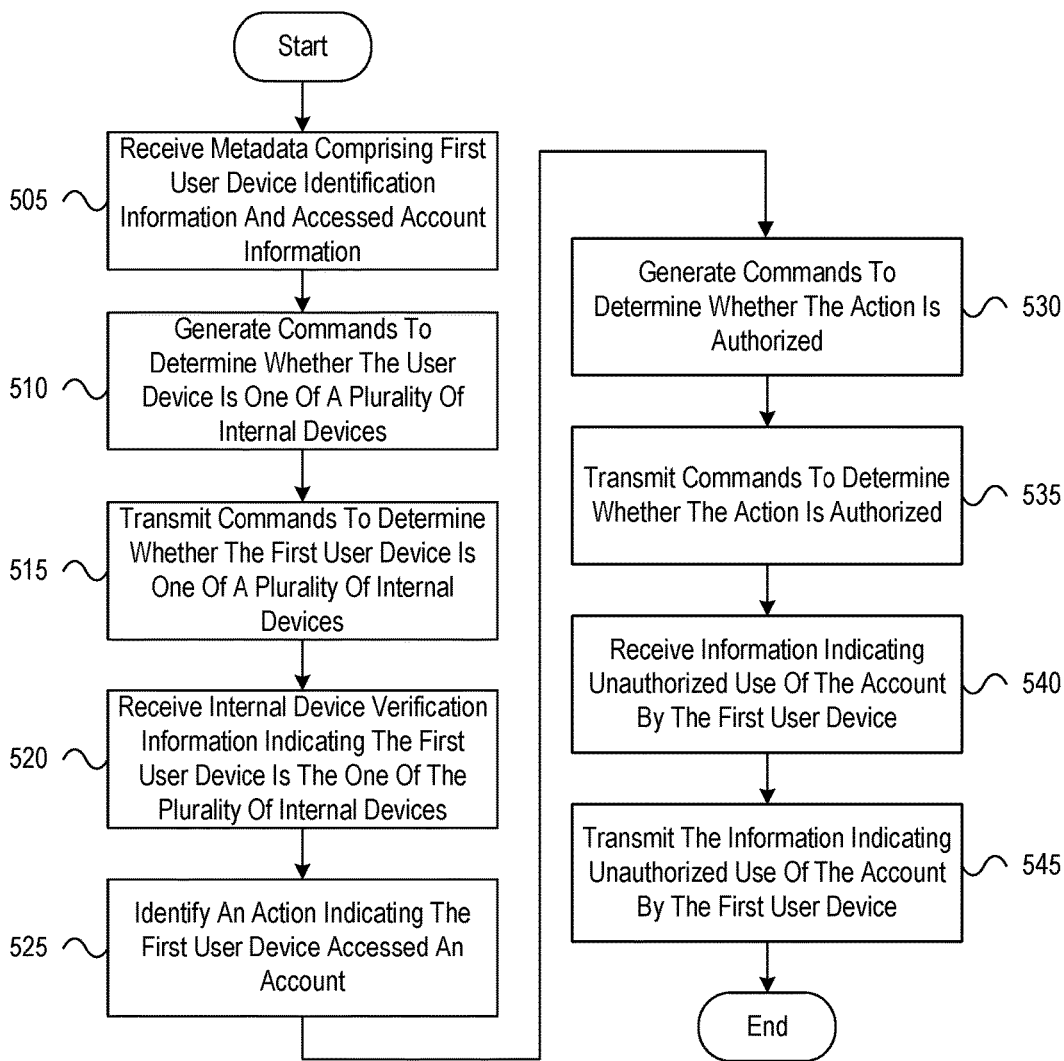 Start
505
Receive Metadata Comprising First
User Device Identification
Information And Accessed Account
Information
510
Generate Commands To
Determine Whether The User
Device Is One Of A Plurality Of
Internal Devices
515
Transmit Commands To Determine
Whether The First User Device Is
One Of A Plurality Of Internal
Devices
520
Receive Internal Device Verification
Information Indicating The First
User Device Is The One Of The
Plurality Of Internal Devices
525
Identify An Action Indicating The
First User Device Accessed An
Account
Generate Commands To
Determine Whether The Action Is
Authorized
530
Transmit Commands To Determine
Whether The Action Is Authorized
535
Receive Information Indicating
Unauthorized Use Of The Account
By The First User Device
540
Transmit The Information Indicating
Unauthorized Use Of The Account
By The First User Device
545
End